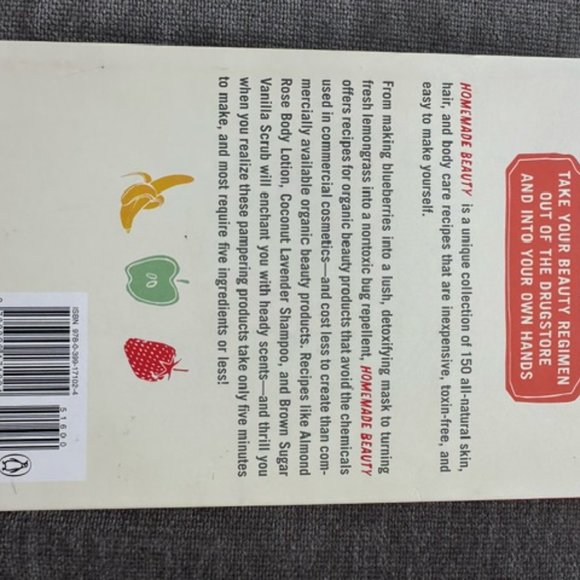 TAKE YOUR BEAUTY REGIMEN
OUT OF THE DRUGSTORE
AND INTO YOUR OWN HANDS
HOMEMADE BEAUTY is a unique collection of 150 all-natural skin,
hair, and body care recipes that are inexpensive, toxin-free, and
easy to make yourself.
From making blueberries into a lush, detoxifying mask to turning
fresh lemongrass into a nontoxic bug repellent, HOMEMADE BEAUTY
offers recipes for organic beauty products that avoid the chemicals
used in commercial cosmetics—and cost less to create than com-
mercially available organic beauty products. Recipes like Almond
Rose Body Lotion, Coconut Lavender Shampoo, and Brown Sugar
Vanilla Scrub will enchant you with heady scents—and thrill you
when you realize these pampering products take only five minutes
to make, and most require five ingredients or less!
ISBN 978-0-399-17102-4
51600